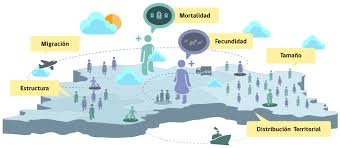 Mortalidad
Migración
Fecundidad
Tamaño
Estructura
Distribución Territorial